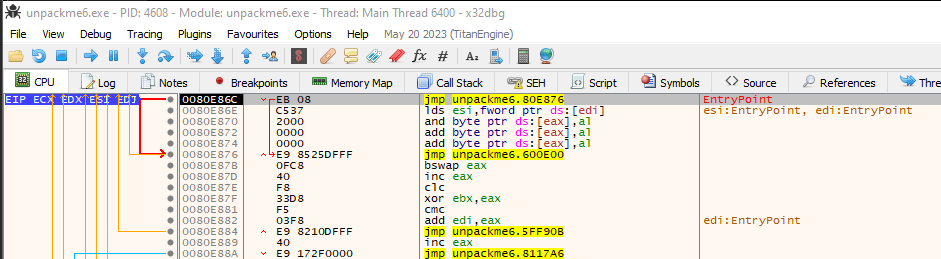 unpackme6.exe - PID: 4608 - Module: unpackme6.exe - Thread: Main Thread 6400 - x32dbg
File View Debug Tracing Plugins Favourites Options Help May 20 2023 (TitanEngine)
CPU Log Notes Breakpoints Memory Map Call Stack SEH Script Symbols Source References Thre
EIP ECX EDX ESI EDI 0080E86C EB 08 jmp unpackme6.80E876 EntryPoint
0080E86E C537 lds esi,fword ptr ds:[edi] esi:EntryPoint, edi:EntryPoint
0080E870 2000 and byte ptr ds:[eax],al
0080E872 0000 add byte ptr ds:[eax],al
0080E874 0000 add byte ptr ds:[eax],al
0080E876 E9 8525DFFF jmp unpackme6.600E00
0080E87B 0FC8 bswap eax
0080E87D 40 inc eax
0080E87E F8 clc
0080E87F 33D8 xor ebx,eax
0080E881 F5 cmc
0080E882 03F8 add edi,eax edi:EntryPoint
0080E884 E9 8210DFFF jmp unpackme6.5FF90B
0080E889 40 inc eax
0080E88A E9 172F0000 jmp unpackme6.8117A6